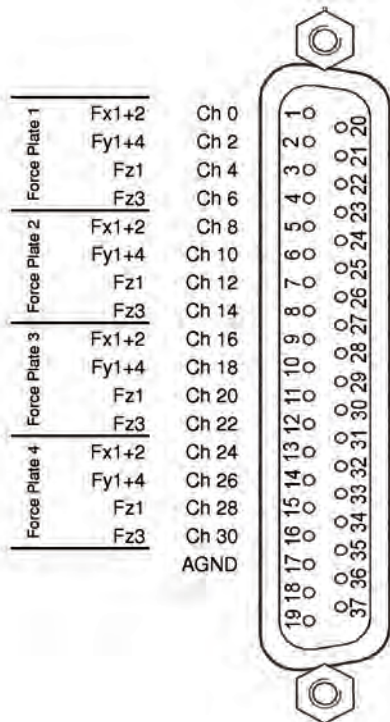 Force Plate 1
Fx1+2 Ch 0
Fy1+4 Ch 2
Fz1 Ch 4
Fz3 Ch 6
Force Plate 2
Fx1+2 Ch 8
Fy1+4 Ch 10
Fz1 Ch 12
Fz3 Ch 14
Force Plate 3
Fx1+2 Ch 16
Fy1+4 Ch 18
Fz1 Ch 20
Fz3 Ch 22
Force Plate 4
Fx1+2 Ch 24
Fy1+4 Ch 26
Fz1 Ch 28
Fz3 Ch 30
AGND
1
2
3
4
5
6
7
8
9
10
11
12
13
14
15
16
17
18
19
20
21
22
23
24
25
26
27
28
29
30
31
32
33
34
35
36
37